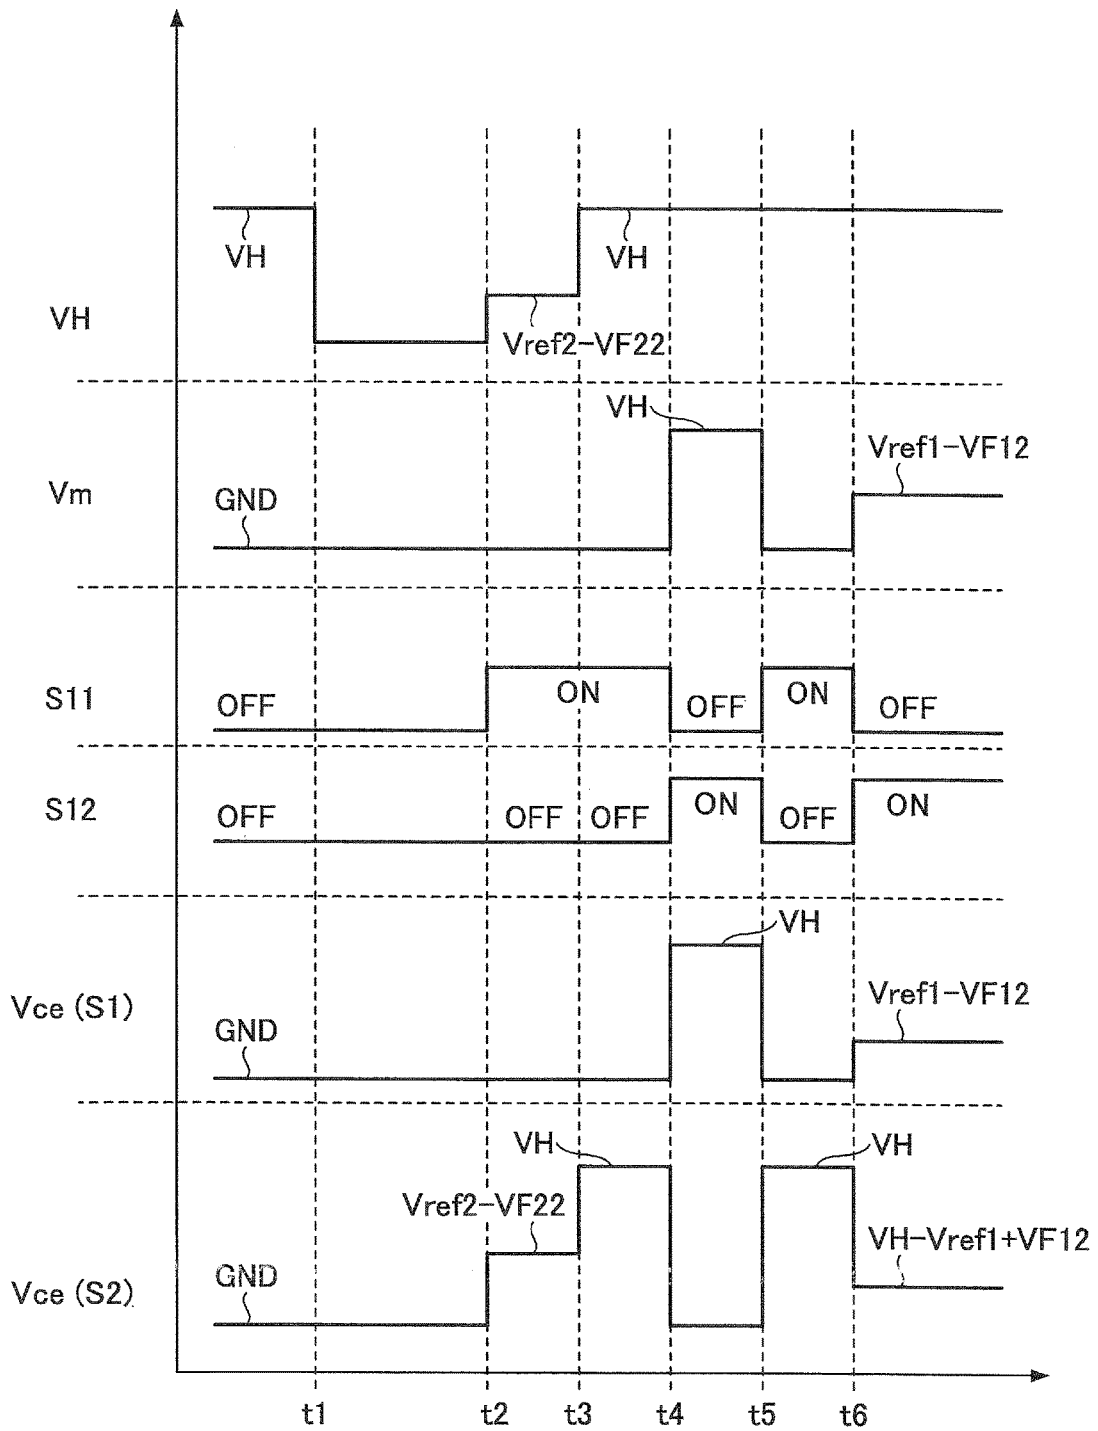 VH
VH
VH
Vref2-VF22
Vm
VH
Vref1-VF12
GND
S11
OFF
ON
OFF
ON
OFF
S12
OFF
OFF
OFF
ON
OFF
ON
Vce (S1)
VH
Vref1-VF12
GND
Vce (S2)
VH
VH
Vref2-VF22
VH-Vref1+VF12
GND
t1 t2 t3 t4 t5 t6